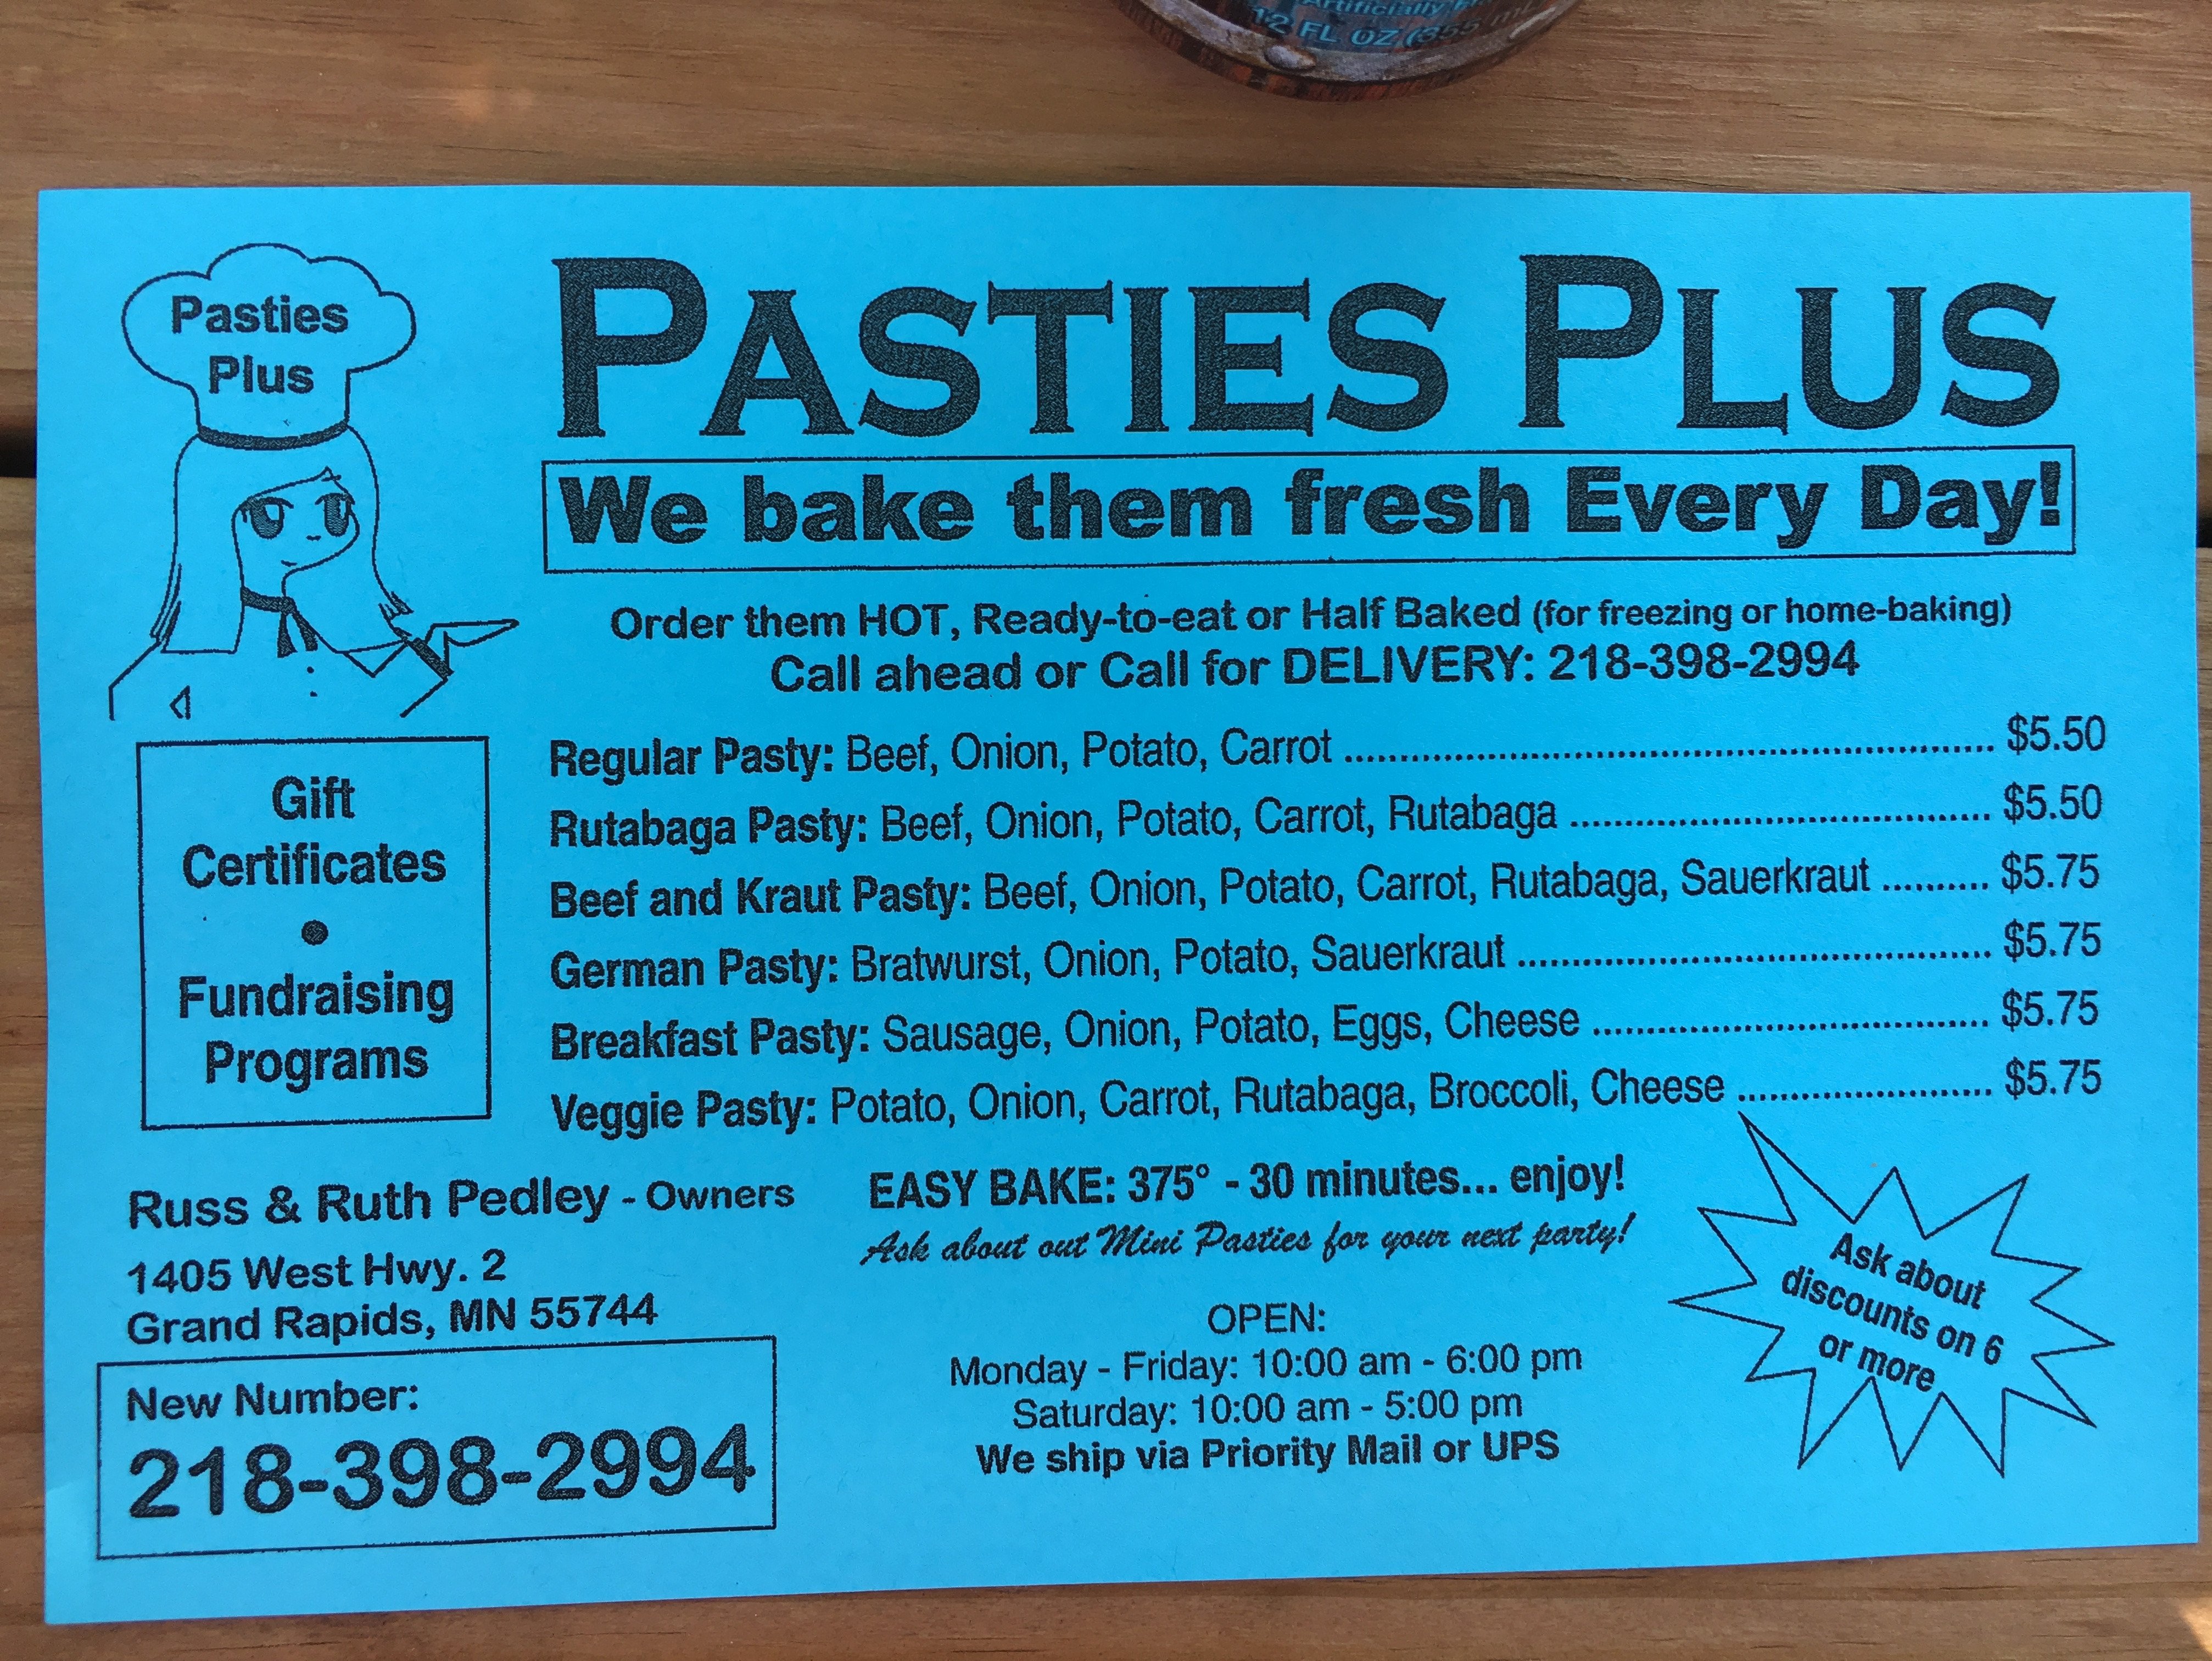 Artificially
12 FL OZ (355 mL
Pasties
Plus
PASTIES PLUS
We bake them fresh Every Day!
Order them HOT, Ready-to-eat or Half Baked (for freezing or home-baking)
Call ahead or Call for DELIVERY: 218-398-2994
Gift
Certificates
•
Fundraising
Programs
Regular Pasty: Beef, Onion, Potato, Carrot ........................................................ $5.50
Rutabaga Pasty: Beef, Onion, Potato, Carrot, Rutabaga ...................................... $5.50
Beef and Kraut Pasty: Beef, Onion, Potato, Carrot, Rutabaga, Sauerkraut .......... $5.75
German Pasty: Bratwurst, Onion, Potato, Sauerkraut .......................................... $5.75
Breakfast Pasty: Sausage, Onion, Potato, Eggs, Cheese .................................... $5.75
Veggie Pasty: Potato, Onion, Carrot, Rutabaga, Broccoli, Cheese ....................... $5.75
Russ & Ruth Pedley - Owners
1405 West Hwy. 2
Grand Rapids, MN 55744
New Number:
218-398-2994
EASY BAKE: 375° - 30 minutes... enjoy!
Ask about out Mini Pasties for your next party!
OPEN:
Monday - Friday: 10:00 am - 6:00 pm
Saturday: 10:00 am - 5:00 pm
We ship via Priority Mail or UPS
Ask about
discounts on 6
or more